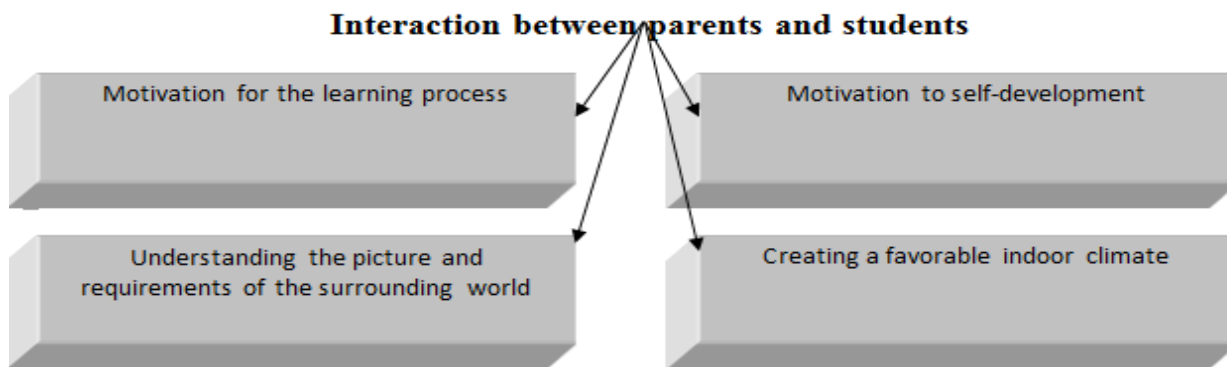 Interaction between parents and students
Motivation for the learning process
Motivation to self-development
Understanding the picture and
requirements of the surrounding world
Creating a favorable indoor climate